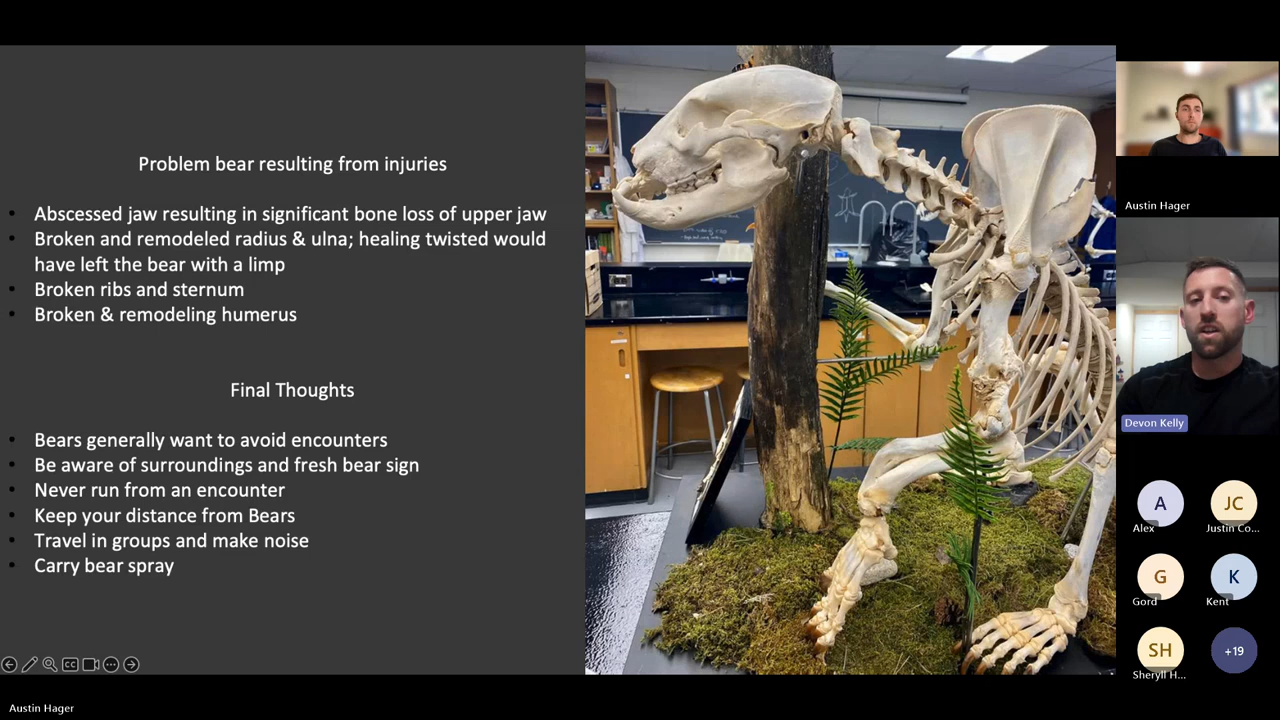 Problem bear resulting from injuries
• Abscessed jaw resulting in significant bone loss of upper jaw
• Broken and remodeled radius & ulna; healing twisted would
have left the bear with a limp
• Broken ribs and sternum
• Broken & remodeling humerus
Final Thoughts
• Bears generally want to avoid encounters
• Be aware of surroundings and fresh bear sign
• Never run from an encounter
• Keep your distance from Bears
• Travel in groups and make noise
• Carry bear spray
CC
Austin Hager
Austin Hager
Devon Kelly
A
Alex
JC
Justin Co...
G
Gord
K
Kent
SH
Sheryll H...
+19